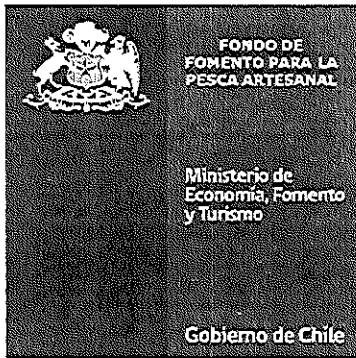 FONDO DE
FOMENTO PARA LA
PESCA ARTESANAL
Ministerio de
Economía, Fomento
y Turismo
Gobierno de Chile